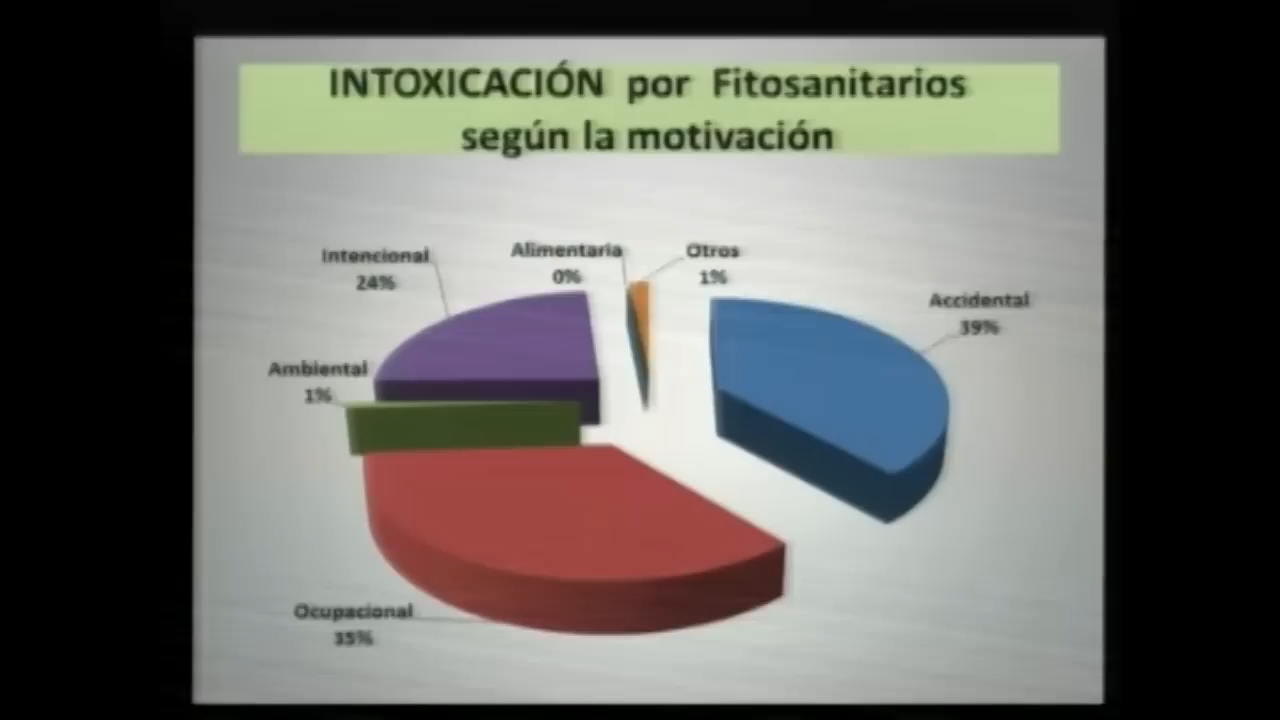 INTOXICACIÓN por Fitosanitarios
según la motivación
Intencional
24%
Alimentaria
0%
Otros
1%
Accidental
39%
Ambiental
1%
Ocupacional
35%